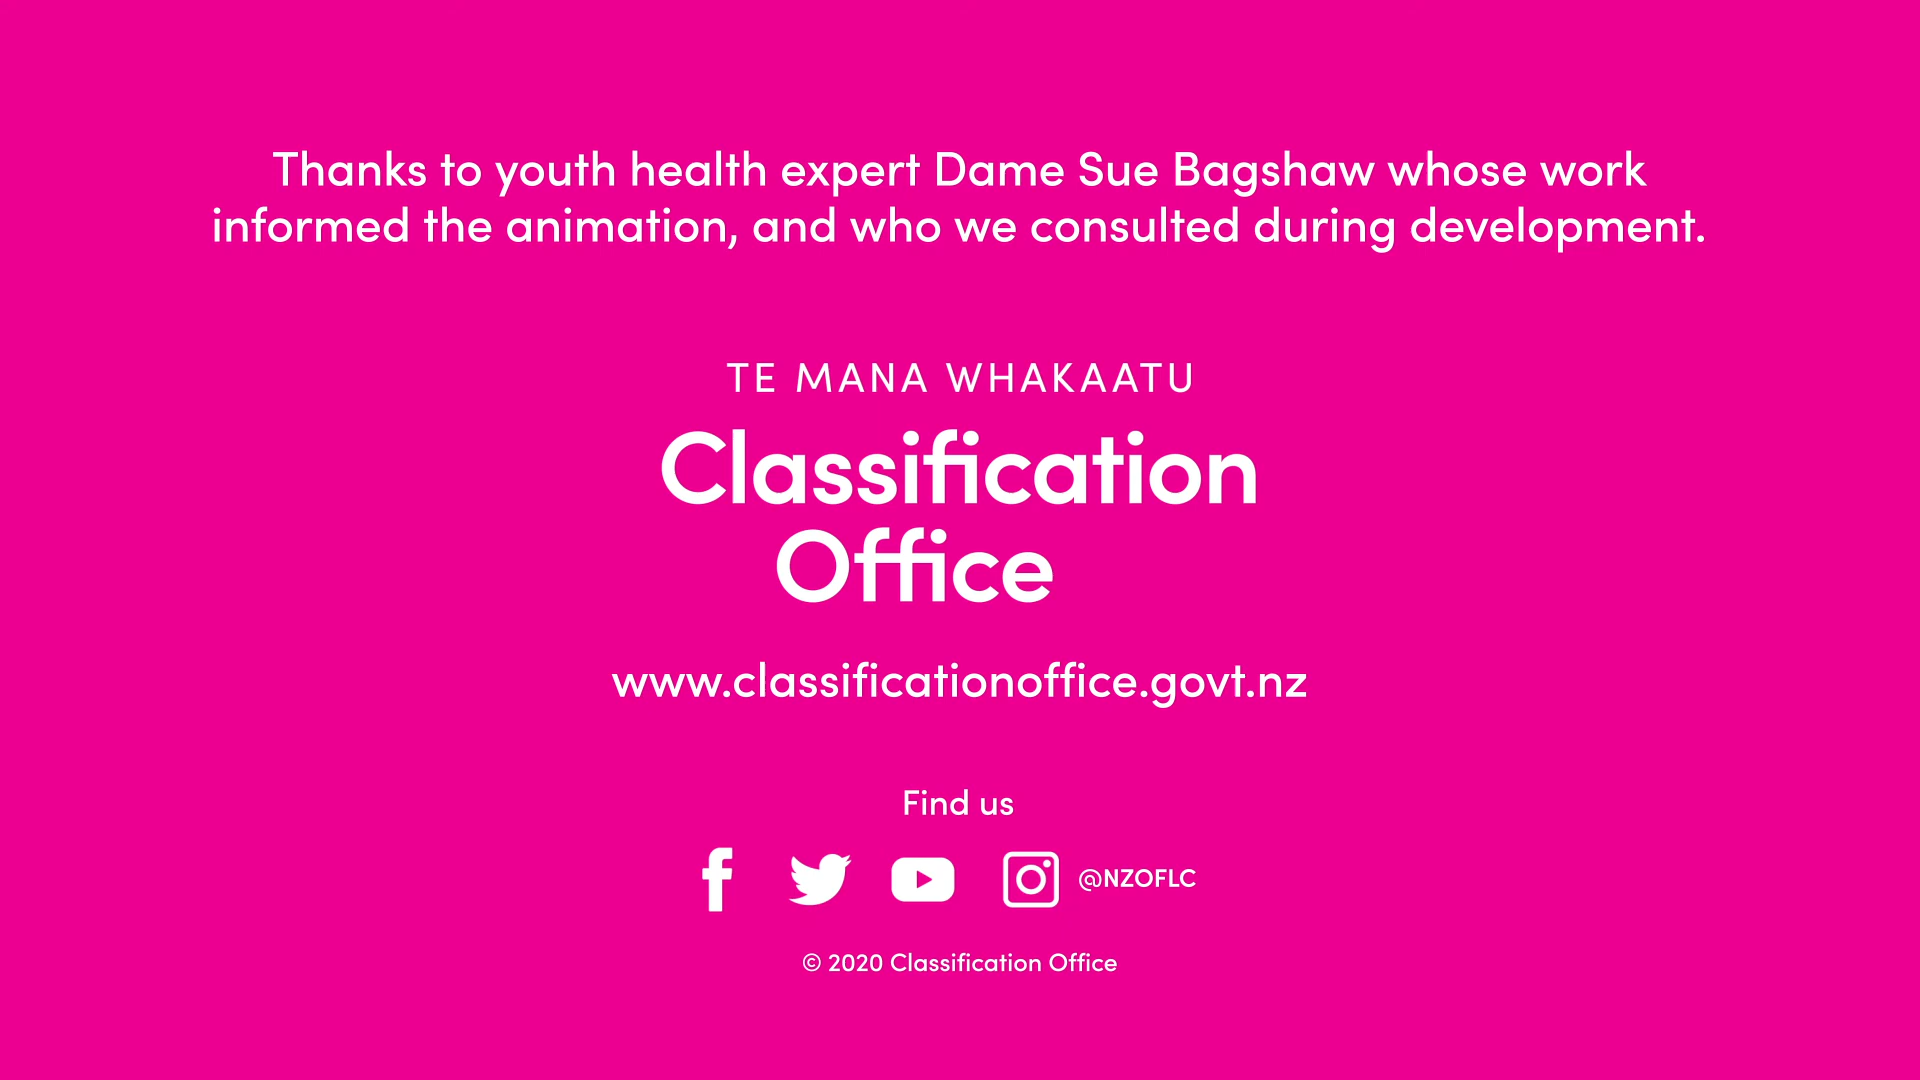 Thanks to youth health expert Dame Sue Bagshaw whose work
informed the animation, and who we consulted during development.
TE MANA WHAKAATU
Classification
Office
www.classificationoffice.govt.nz
Find us
@NZOFLC
© 2020 Classification Office